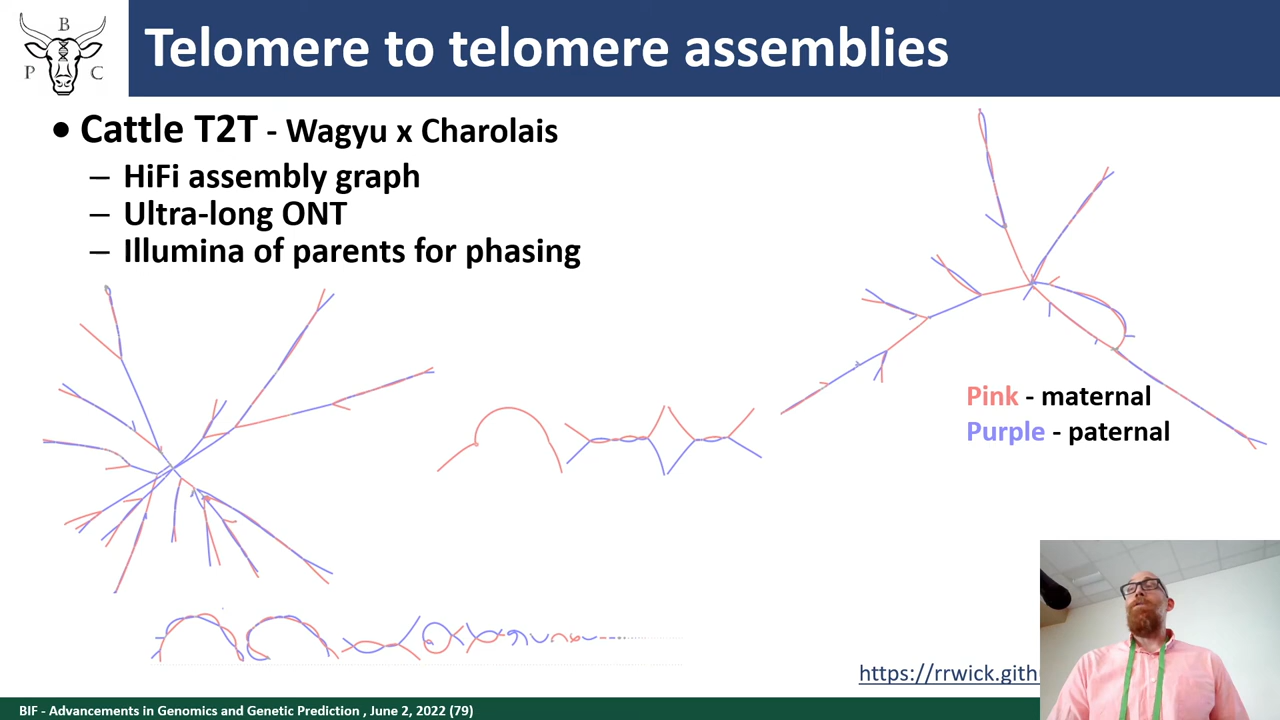 B
P C
Telomere to telomere assemblies
• Cattle T2T - Wagyu x Charolais
– HiFi assembly graph
– Ultra-long ONT
– Illumina of parents for phasing
Pink - maternal
Purple - paternal
https://rrwick.gith
BIF - Advancements in Genomics and Genetic Prediction , June 2, 2022 (79)